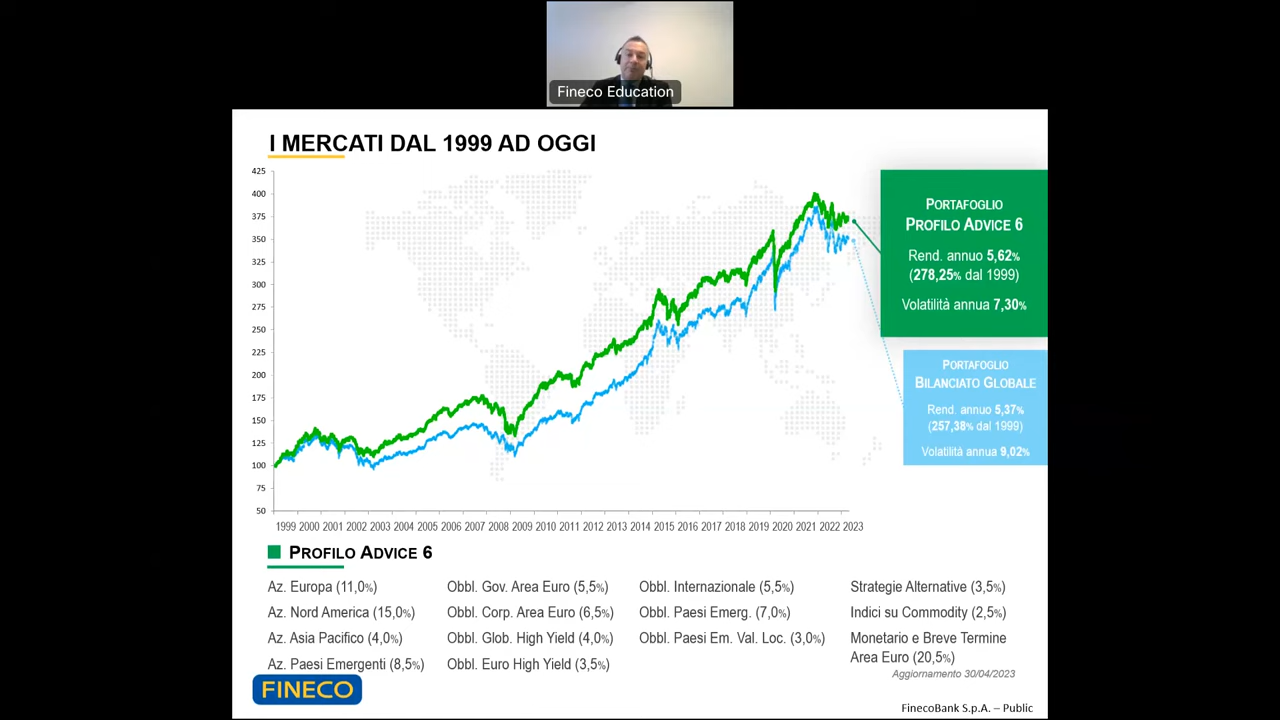 Fineco Education
I MERCATI DAL 1999 AD OGGI
425
400
375
350
325
300
275
250
225
200
175
150
125
100
75
50
1999 2000 2001 2002 2003 2004 2005 2006 2007 2008 2009 2010 2011 2012 2013 2014 2015 2016 2017 2018 2019 2020 2021 2022 2023
PORTAFOGLIO
PROFILO ADVICE 6
Rend. annuo 5,62%
(278,25% dal 1999)
Volatilità annua 7,30%
PORTAFOGLIO
BILANCIATO GLOBALE
Rend. annuo 5,37%
(257,38% dal 1999)
Volatilità annua 9,02%
PROFILO ADVICE 6
Az. Europa (11,0%)
Az. Nord America (15,0%)
Az. Asia Pacifico (4,0%)
Az. Paesi Emergenti (8,5%)
Obbl. Gov. Area Euro (5,5%)
Obbl. Corp. Area Euro (6,5%)
Obbl. Glob. High Yield (4,0%)
Obbl. Euro High Yield (3,5%)
Obbl. Internazionale (5,5%)
Obbl. Paesi Emerg. (7,0%)
Obbl. Paesi Em. Val. Loc. (3,0%)
Strategie Alternative (3,5%)
Indici su Commodity (2,5%)
Monetario e Breve Termine
Area Euro (20,5%)
Aggiornamento 30/04/2023
FINECO
FinecoBank S.p.A. – Public